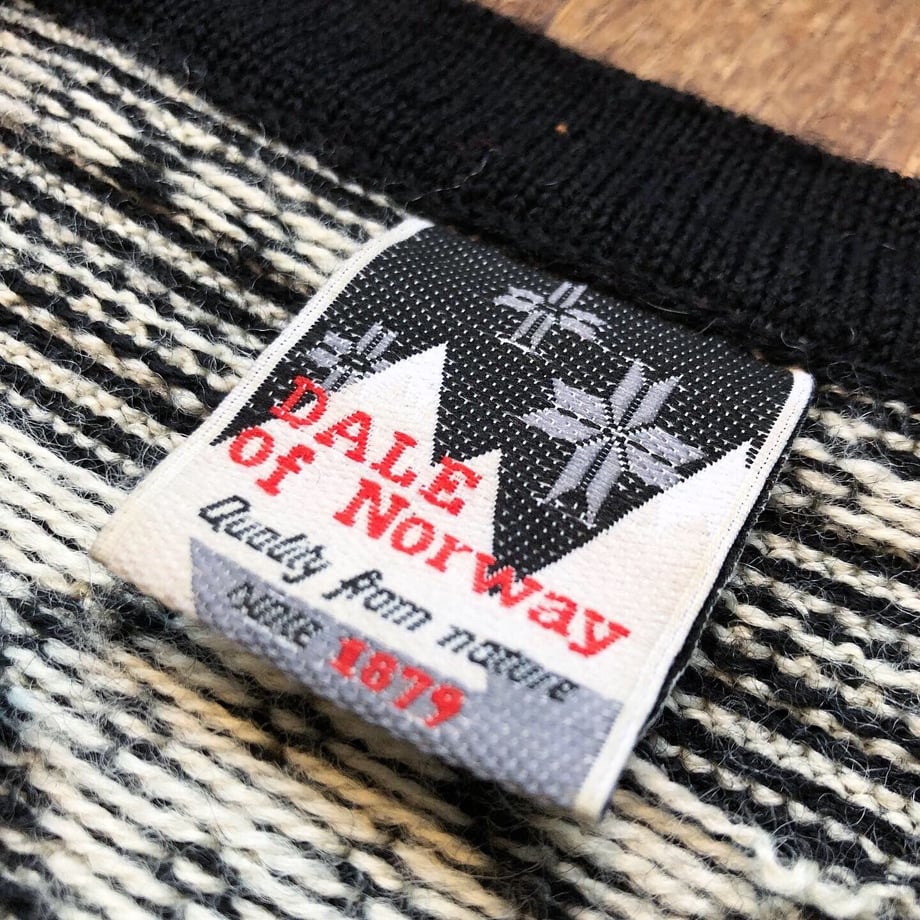 DALE
of Norway
Quality from nature
SINCE 1879